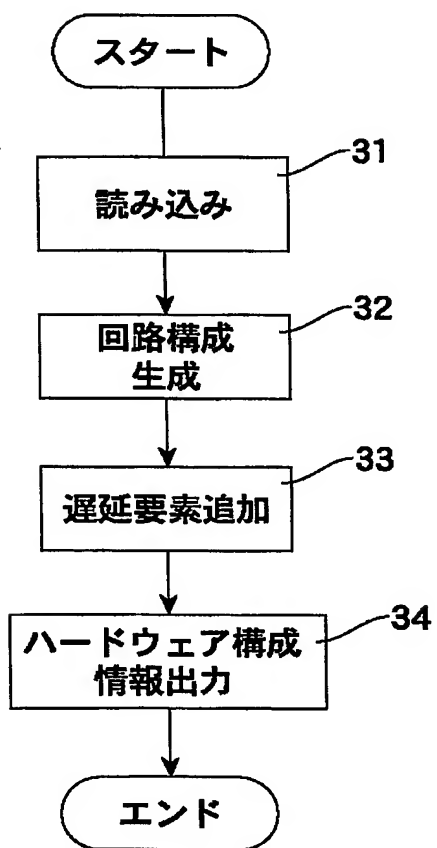 スタート
31
読み込み
32
回路構成
生成
33
遅延要素追加
34
ハードウェア構成
情報出力
エンド